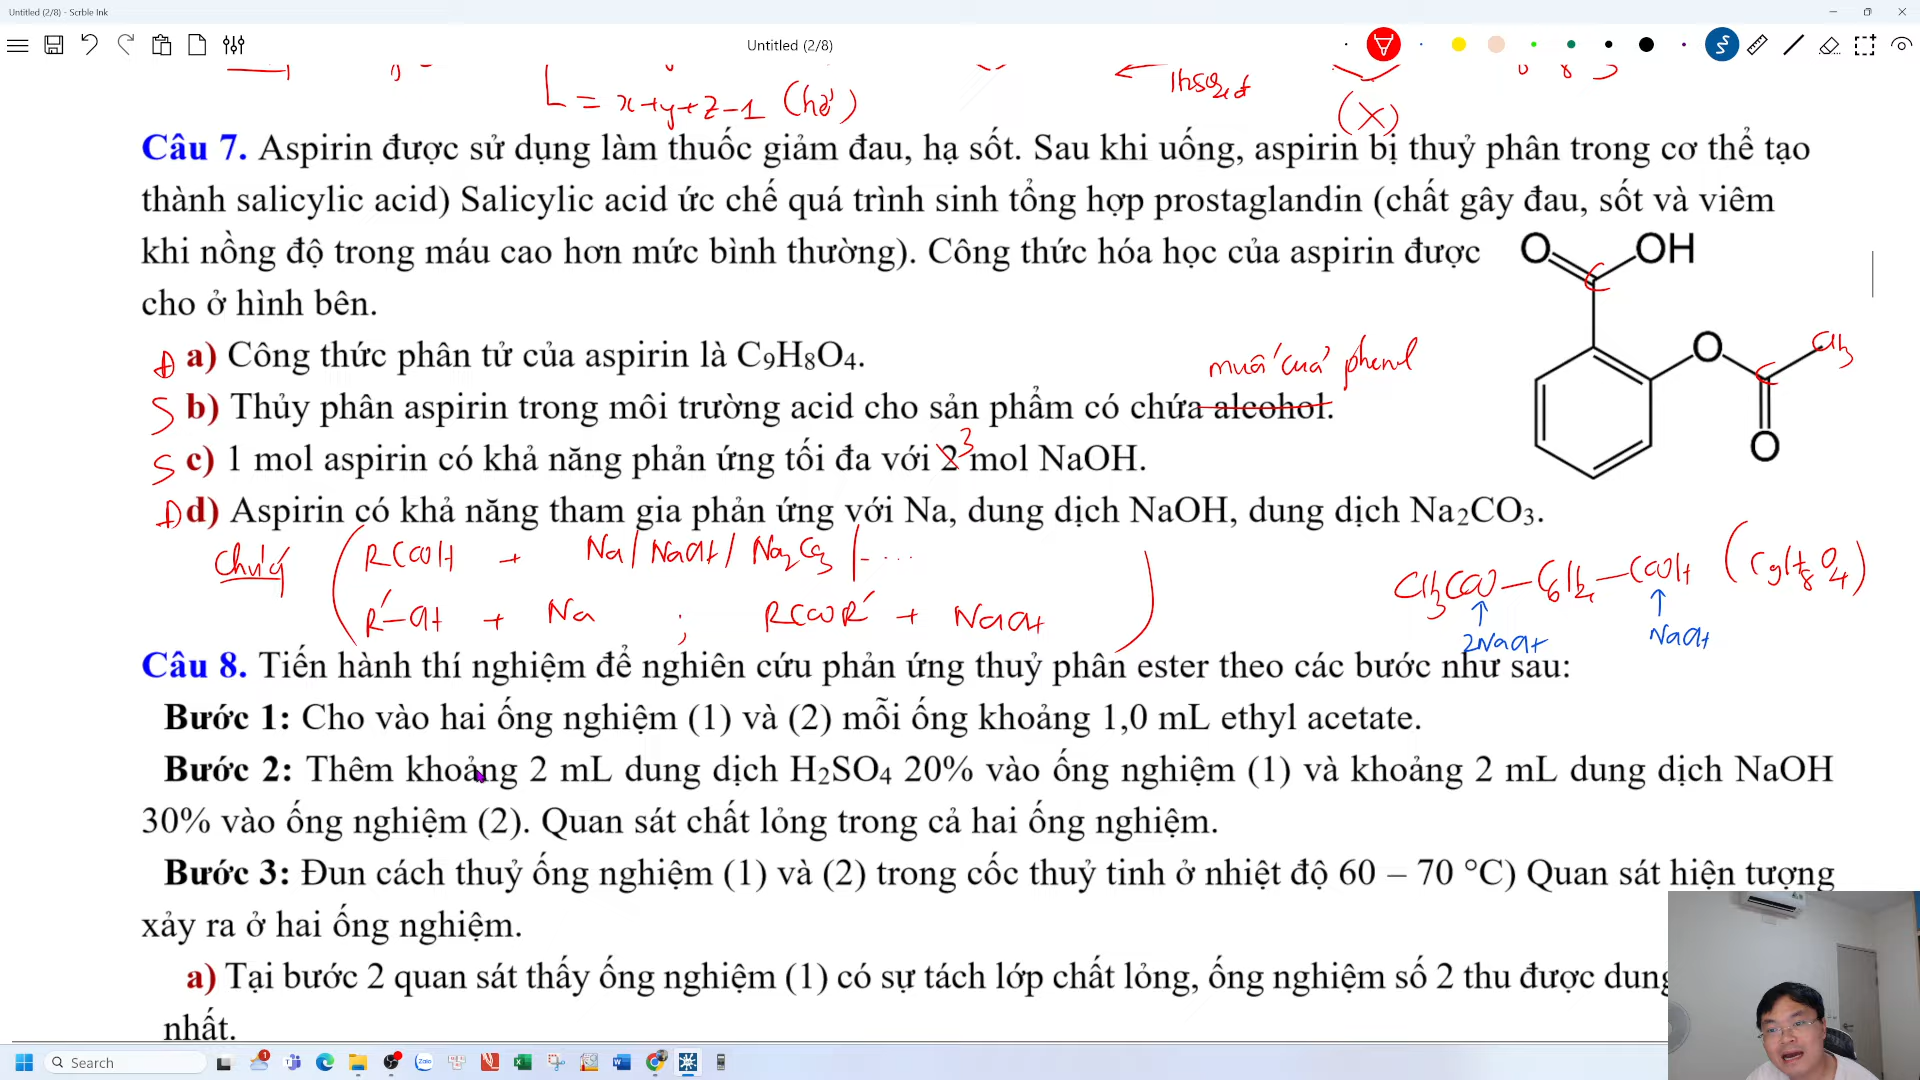 Untitled (2/8) - Scrble Ink
Untitled (2/8)
L = x+y+z-1 (hở)
(X)
Câu 7. Aspirin được sử dụng làm thuốc giảm đau, hạ sốt. Sau khi uống, aspirin bị thuỷ phân trong cơ thể tạo
thành salicylic acid) Salicylic acid ức chế quá trình sinh tổng hợp prostaglandin (chất gây đau, sốt và viêm
khi nồng độ trong máu cao hơn mức bình thường). Công thức hóa học của aspirin được
cho ở hình bên.
O OH
C
O
C CH3
O
Đ a) Công thức phân tử của aspirin là C9H8O4.
muối của phenol
S b) Thủy phân aspirin trong môi trường acid cho sản phẩm có chứa alcohol.
S c) 1 mol aspirin có khả năng phản ứng tối đa với 2 3 mol NaOH.
Đ d) Aspirin có khả năng tham gia phản ứng với Na, dung dịch NaOH, dung dịch Na2CO3.
Chú ý
RCOOH + Na / NaOH / Na2CO3 / ...
R'-OH + Na ; RCOOR' + NaOH
CH3COO-C6H4-COOH (C9H8O4)
↑ ↑
2NaOH NaOH
Câu 8. Tiến hành thí nghiệm để nghiên cứu phản ứng thuỷ phân ester theo các bước như sau:
Bước 1: Cho vào hai ống nghiệm (1) và (2) mỗi ống khoảng 1,0 mL ethyl acetate.
Bước 2: Thêm khoảng 2 mL dung dịch H2SO4 20% vào ống nghiệm (1) và khoảng 2 mL dung dịch NaOH
30% vào ống nghiệm (2). Quan sát chất lỏng trong cả hai ống nghiệm.
Bước 3: Đun cách thuỷ ống nghiệm (1) và (2) trong cốc thuỷ tinh ở nhiệt độ 60 – 70 °C) Quan sát hiện tượng
xảy ra ở hai ống nghiệm.
a) Tại bước 2 quan sát thấy ống nghiệm (1) có sự tách lớp chất lỏng, ống nghiệm số 2 thu được dung
nhất.
Search